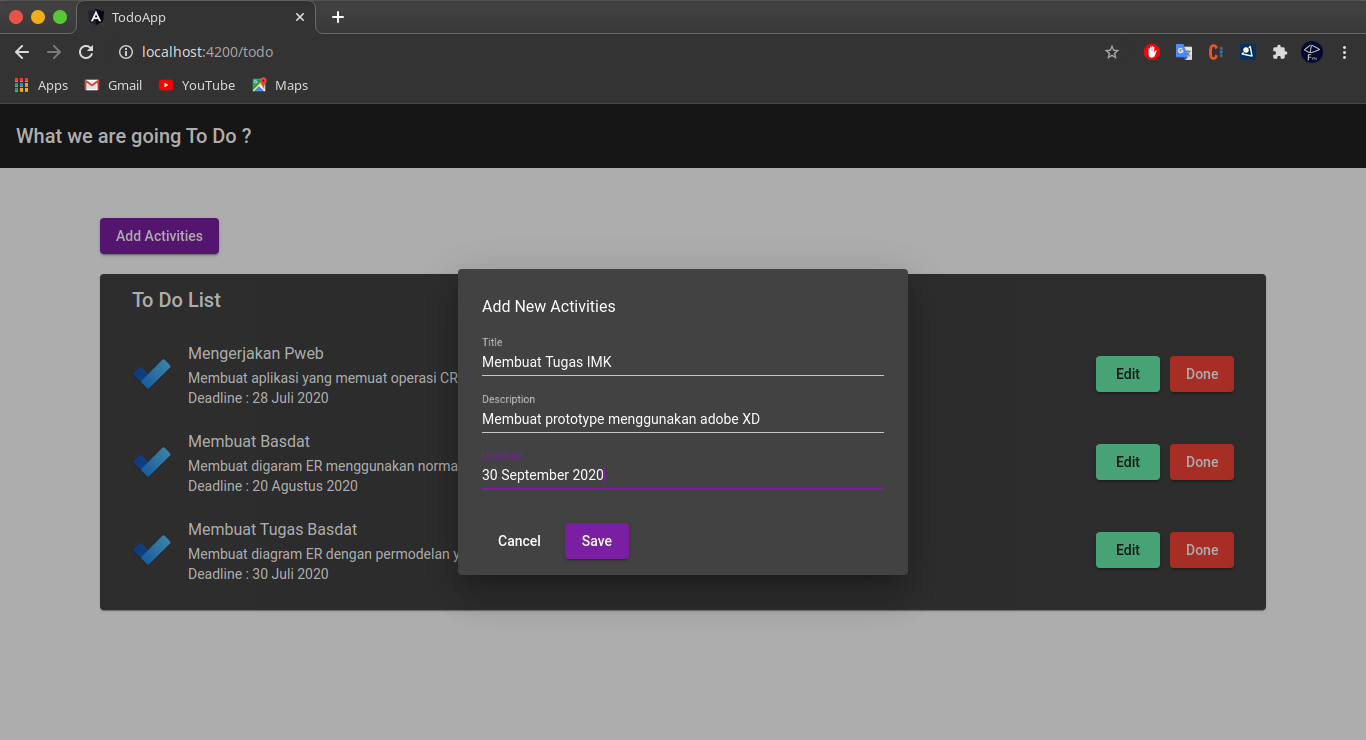 TodoApp
localhost:4200/todo
Apps
Gmail
YouTube
Maps
What we are going To Do ?
Add Activities
To Do List
Mengerjakan Pweb
Membuat aplikasi yang memuat operasi CR
Deadline : 28 Juli 2020
Edit
Done
Membuat Basdat
Membuat digaram ER menggunakan norma
Deadline : 20 Agustus 2020
Edit
Done
Membuat Tugas Basdat
Membuat diagram ER dengan permodelan y
Deadline : 30 Juli 2020
Edit
Done
Add New Activities
Title
Membuat Tugas IMK
Description
Membuat prototype menggunakan adobe XD
30 September 2020
Cancel
Save